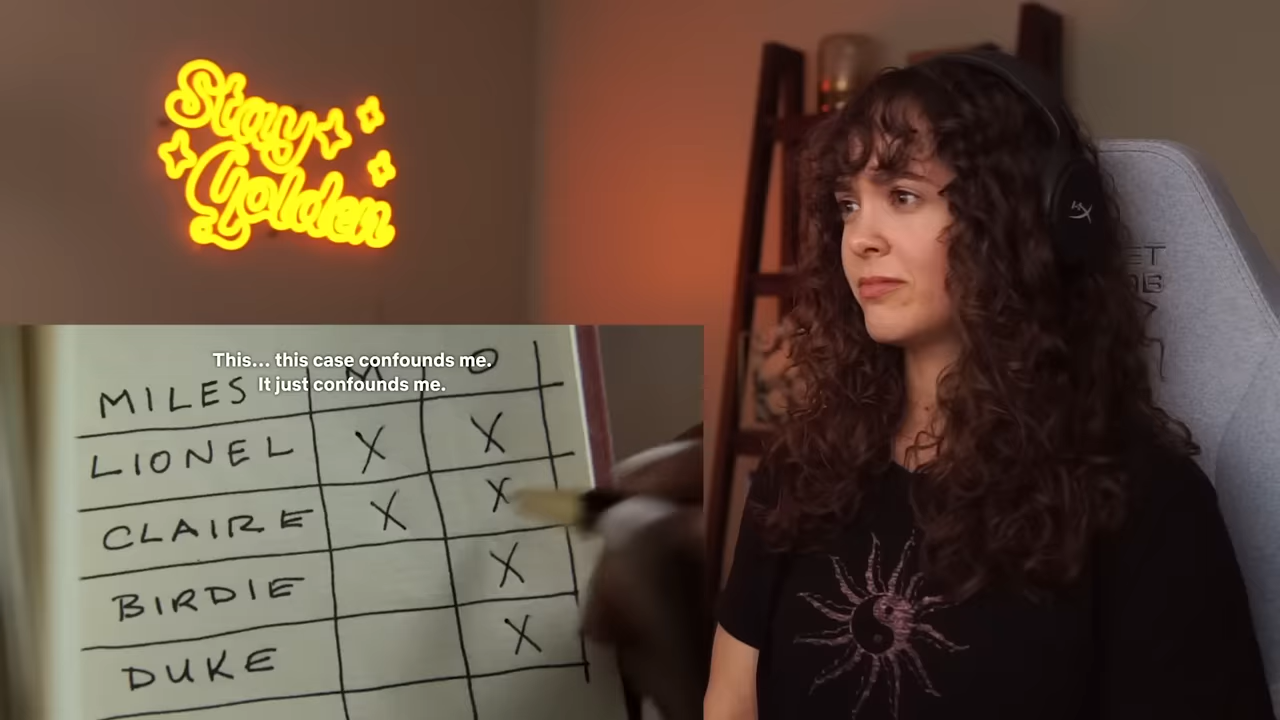 Stay
Golden
This... this case confounds me.
It just confounds me.
MILES M O
LIONEL X X
CLAIRE X X
BIRDIE X
DUKE X